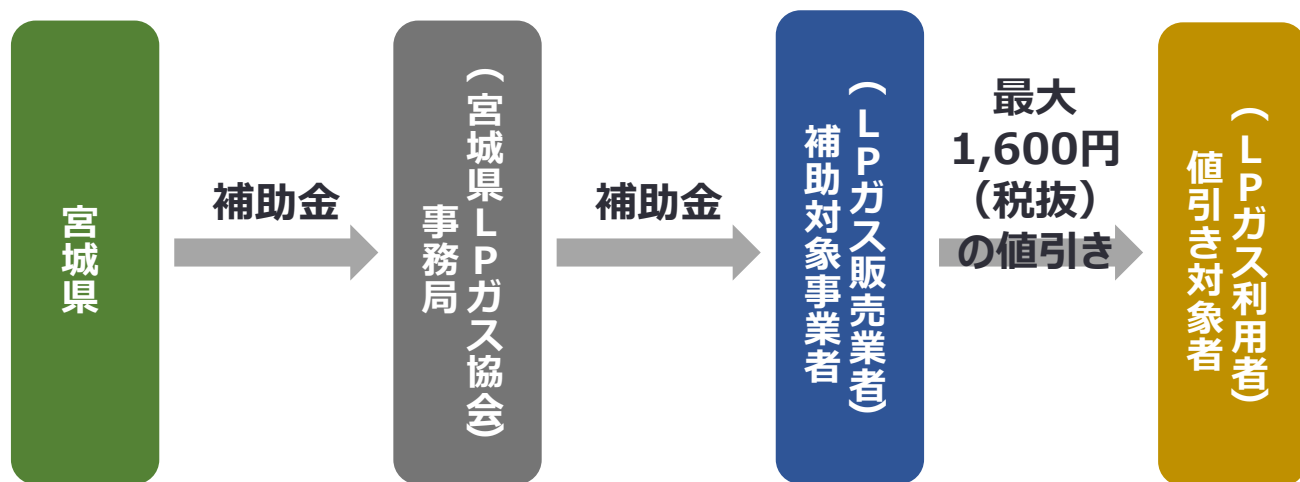 宮城県
補助金
(宮城県LPガス協会)
事務局
補助金
(LPガス販売業者)
補助対象事業者
最大
1,600円
（税抜）
の値引き
(LPガス利用者)
値引き対象者